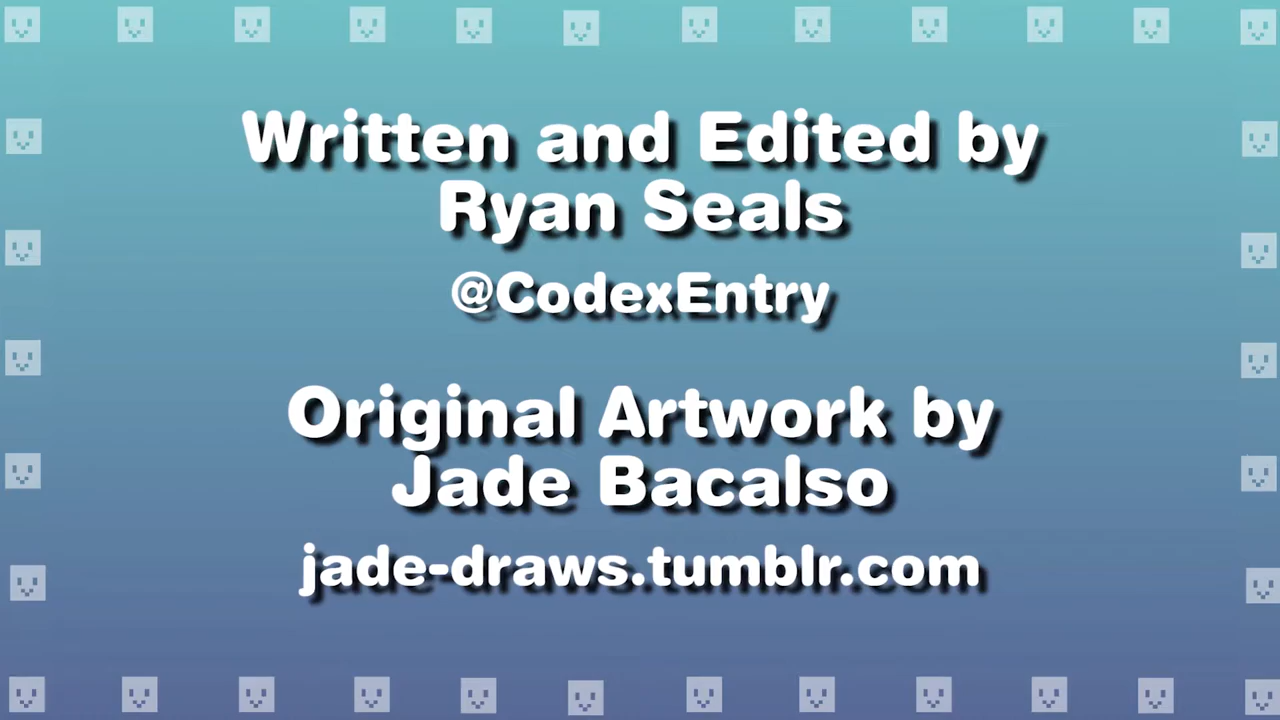 Written and Edited by
Ryan Seals
@CodexEntry
Original Artwork by
Jade Bacalso
jade-draws.tumblr.com